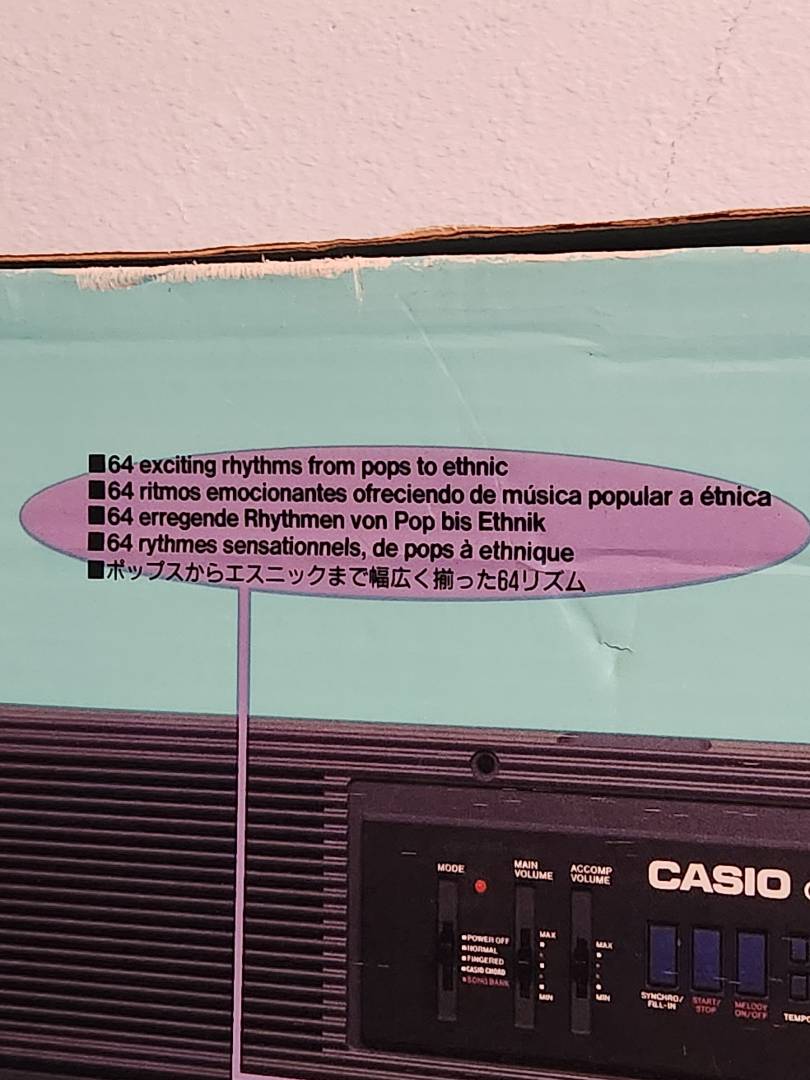 ■64 exciting rhythms from pops to ethnic
■64 ritmos emocionantes ofreciendo de música popular a étnica
■64 erregende Rhythmen von Pop bis Ethnik
■64 rythmes sensationnels, de pops à ethnique
■ポップスからエスニックまで幅広く揃った64リズム
MODE
POWER OFF
NORMAL
FINGERED
CASIO CHORD
SONG BANK
MAIN
VOLUME
MAX
MIN
ACCOMP
VOLUME
MAX
MIN
CASIO
SYNCHRO/
FILL-IN
START/
STOP
MELODY
ON/OFF
TEMPO